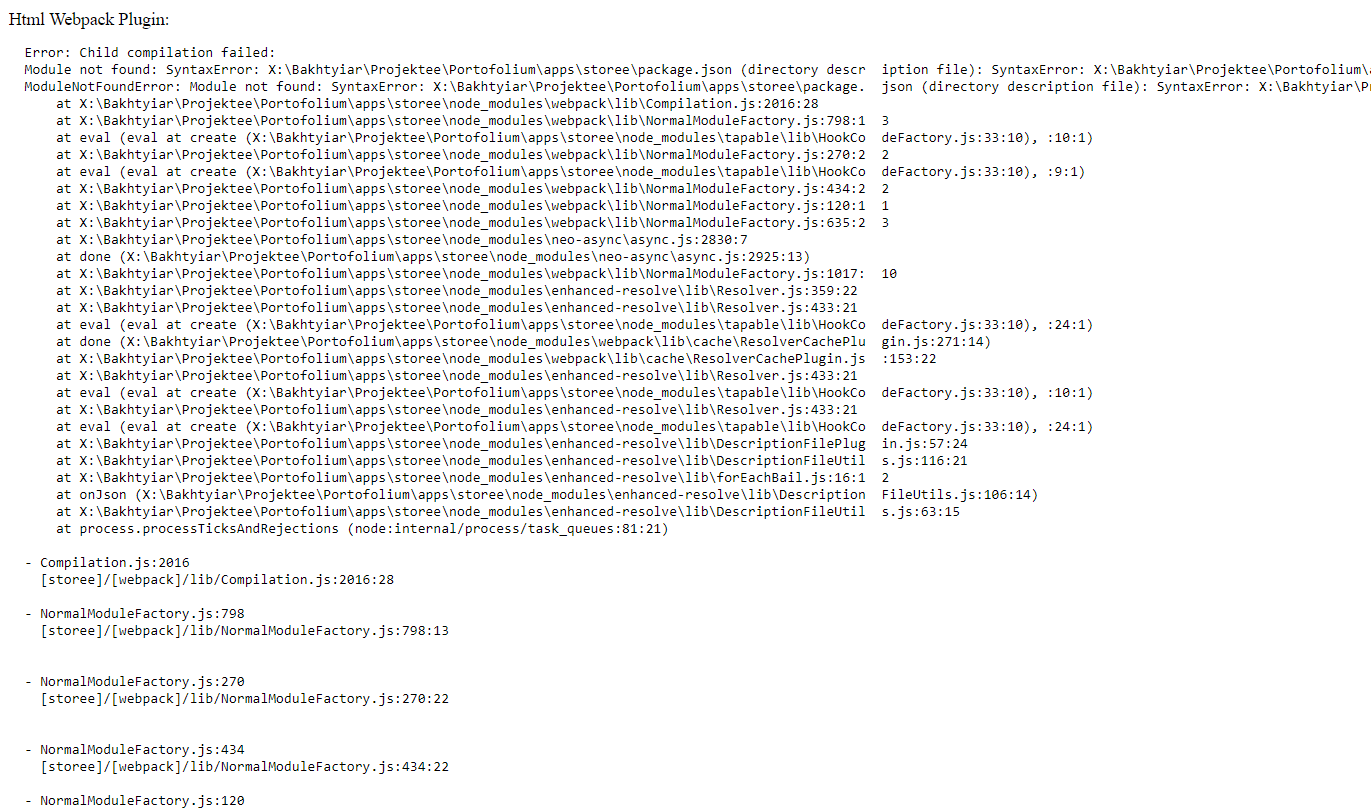 Html Webpack Plugin:
Error: Child compilation failed:
Module not found: SyntaxError: X:\Bakhtyiar\Projektee\Portofolium\apps\storee\package.json (directory descr iption file): SyntaxError: X:\Bakhtyiar\Projektee\Portofolium\
ModuleNotFoundError: Module not found: SyntaxError: X:\Bakhtyiar\Projektee\Portofolium\apps\storee\package. json (directory description file): SyntaxError: X:\Bakhtyiar\P
at X:\Bakhtyiar\Projektee\Portofolium\apps\storee\node_modules\webpack\lib\Compilation.js:2016:28
at X:\Bakhtyiar\Projektee\Portofolium\apps\storee\node_modules\webpack\lib\NormalModuleFactory.js:798:1 3
at eval (eval at create (X:\Bakhtyiar\Projektee\Portofolium\apps\storee\node_modules\tapable\lib\HookCo deFactory.js:33:10), :10:1)
at X:\Bakhtyiar\Projektee\Portofolium\apps\storee\node_modules\webpack\lib\NormalModuleFactory.js:270:2 2
at eval (eval at create (X:\Bakhtyiar\Projektee\Portofolium\apps\storee\node_modules\tapable\lib\HookCo deFactory.js:33:10), :9:1)
at X:\Bakhtyiar\Projektee\Portofolium\apps\storee\node_modules\webpack\lib\NormalModuleFactory.js:434:2 2
at X:\Bakhtyiar\Projektee\Portofolium\apps\storee\node_modules\webpack\lib\NormalModuleFactory.js:120:1 1
at X:\Bakhtyiar\Projektee\Portofolium\apps\storee\node_modules\webpack\lib\NormalModuleFactory.js:635:2 3
at X:\Bakhtyiar\Projektee\Portofolium\apps\storee\node_modules\neo-async\async.js:2830:7
at done (X:\Bakhtyiar\Projektee\Portofolium\apps\storee\node_modules\neo-async\async.js:2925:13)
at X:\Bakhtyiar\Projektee\Portofolium\apps\storee\node_modules\webpack\lib\NormalModuleFactory.js:1017: 10
at X:\Bakhtyiar\Projektee\Portofolium\apps\storee\node_modules\enhanced-resolve\lib\Resolver.js:359:22
at X:\Bakhtyiar\Projektee\Portofolium\apps\storee\node_modules\enhanced-resolve\lib\Resolver.js:433:21
at eval (eval at create (X:\Bakhtyiar\Projektee\Portofolium\apps\storee\node_modules\tapable\lib\HookCo deFactory.js:33:10), :24:1)
at done (X:\Bakhtyiar\Projektee\Portofolium\apps\storee\node_modules\webpack\lib\cache\ResolverCachePlu gin.js:271:14)
at X:\Bakhtyiar\Projektee\Portofolium\apps\storee\node_modules\webpack\lib\cache\ResolverCachePlugin.js :153:22
at X:\Bakhtyiar\Projektee\Portofolium\apps\storee\node_modules\enhanced-resolve\lib\Resolver.js:433:21
at eval (eval at create (X:\Bakhtyiar\Projektee\Portofolium\apps\storee\node_modules\tapable\lib\HookCo deFactory.js:33:10), :10:1)
at X:\Bakhtyiar\Projektee\Portofolium\apps\storee\node_modules\enhanced-resolve\lib\Resolver.js:433:21
at eval (eval at create (X:\Bakhtyiar\Projektee\Portofolium\apps\storee\node_modules\tapable\lib\HookCo deFactory.js:33:10), :24:1)
at X:\Bakhtyiar\Projektee\Portofolium\apps\storee\node_modules\enhanced-resolve\lib\DescriptionFilePlug in.js:57:24
at X:\Bakhtyiar\Projektee\Portofolium\apps\storee\node_modules\enhanced-resolve\lib\DescriptionFileUtil s.js:116:21
at X:\Bakhtyiar\Projektee\Portofolium\apps\storee\node_modules\enhanced-resolve\lib\forEachBail.js:16:1 2
at onJson (X:\Bakhtyiar\Projektee\Portofolium\apps\storee\node_modules\enhanced-resolve\lib\Description FileUtils.js:106:14)
at X:\Bakhtyiar\Projektee\Portofolium\apps\storee\node_modules\enhanced-resolve\lib\DescriptionFileUtil s.js:63:15
at process.processTicksAndRejections (node:internal/process/task_queues:81:21)
- Compilation.js:2016
[storee]/[webpack]/lib/Compilation.js:2016:28
- NormalModuleFactory.js:798
[storee]/[webpack]/lib/NormalModuleFactory.js:798:13
- NormalModuleFactory.js:270
[storee]/[webpack]/lib/NormalModuleFactory.js:270:22
- NormalModuleFactory.js:434
[storee]/[webpack]/lib/NormalModuleFactory.js:434:22
- NormalModuleFactory.js:120